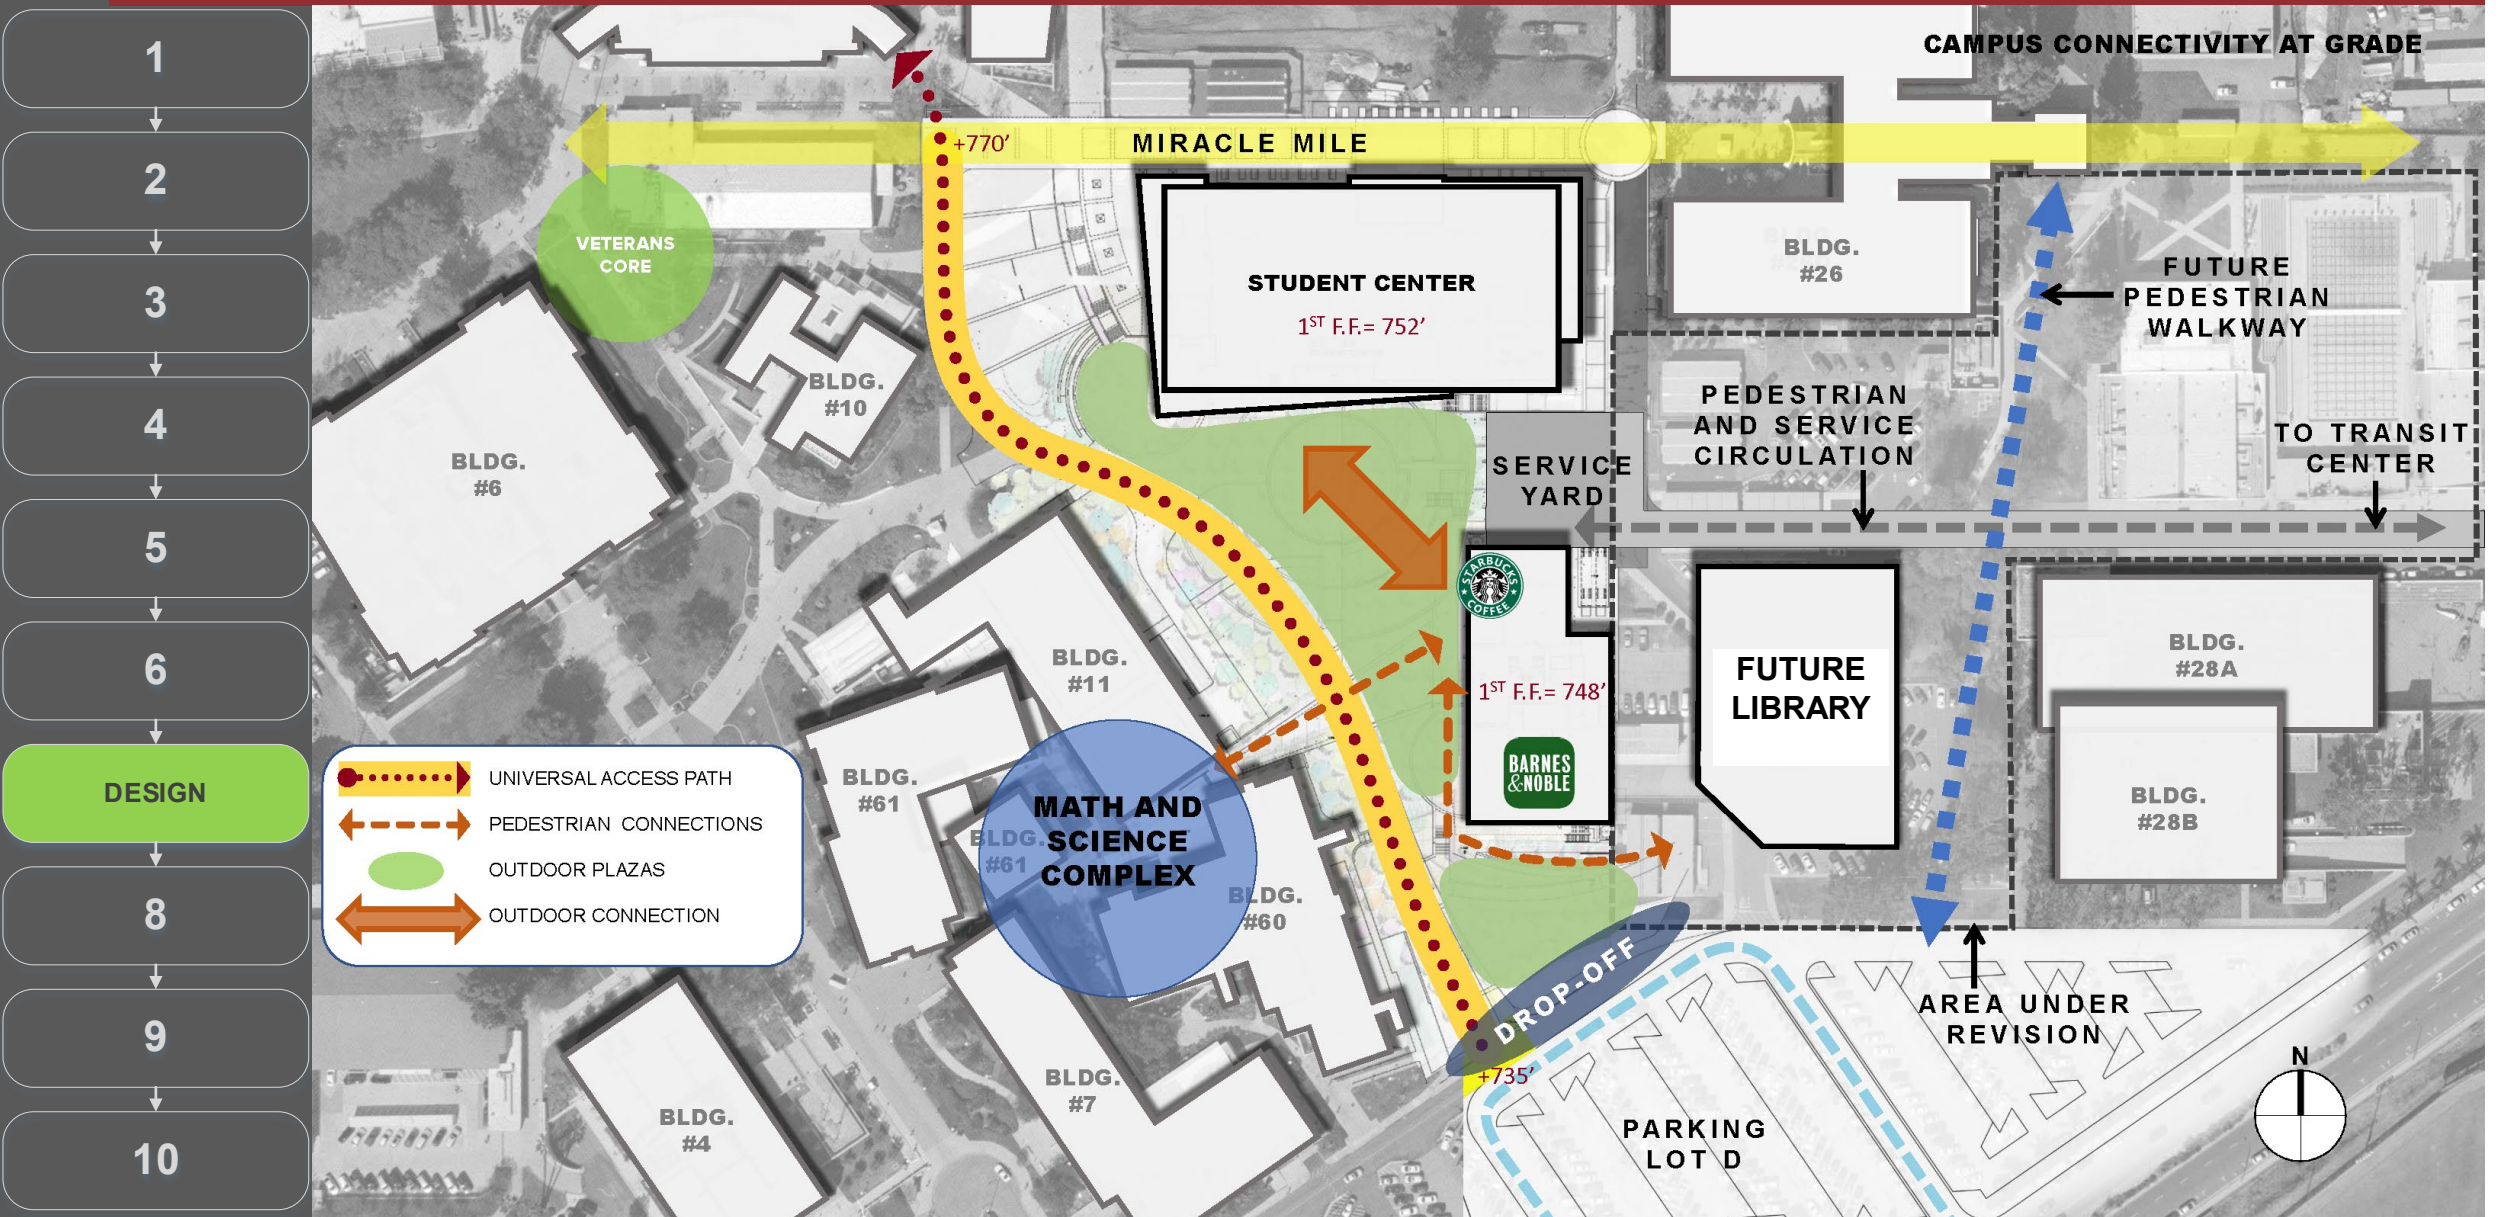 1
2
3
4
5
6
DESIGN
8
9
10
CAMPUS CONNECTIVITY AT GRADE
+770'
MIRACLE MILE
VETERANS
CORE
STUDENT CENTER
1ST F.F.= 752'
BLDG.
#26
FUTURE
PEDESTRIAN
WALKWAY
BLDG.
#10
PEDESTRIAN
AND SERVICE
CIRCULATION
TO TRANSIT
CENTER
BLDG.
#6
SERVICE
YARD
STARBUCKS
COFFEE
BLDG.
#11
1ST F.F.= 748'
BARNES
&NOBLE
FUTURE
LIBRARY
BLDG.
#28A
BLDG.
#28B
UNIVERSAL ACCESS PATH
PEDESTRIAN CONNECTIONS
OUTDOOR PLAZAS
OUTDOOR CONNECTION
BLDG.
#61
BLDG.
#61
MATH AND
SCIENCE
COMPLEX
BLDG.
#60
DROP-OFF
+735'
AREA UNDER
REVISION
BLDG.
#7
BLDG.
#4
PARKING
LOT D
N